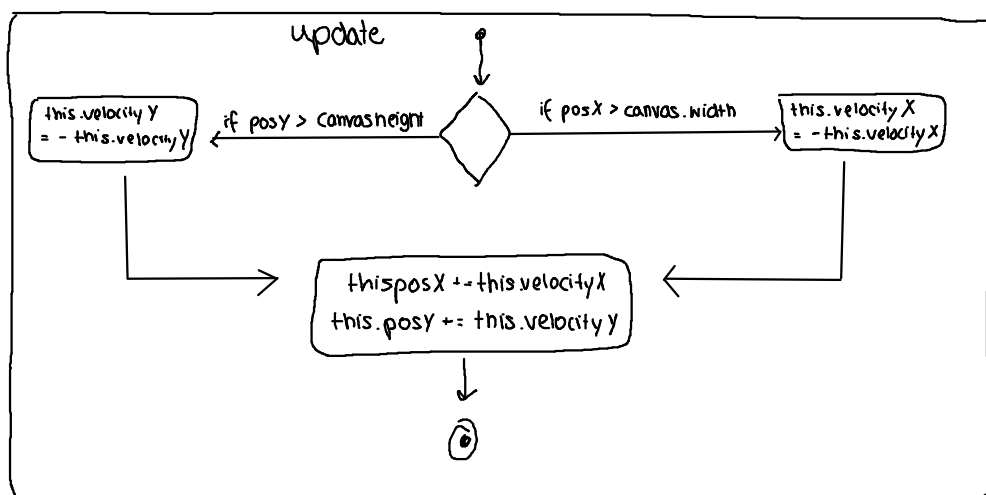 update
if posY > Canvasheight
if posX > canvas.width
this.velocity Y
= - this.velocity Y
this.velocity X
= -this.velocity X
thisposX += this.velocityX
this.posY += this.velocity Y